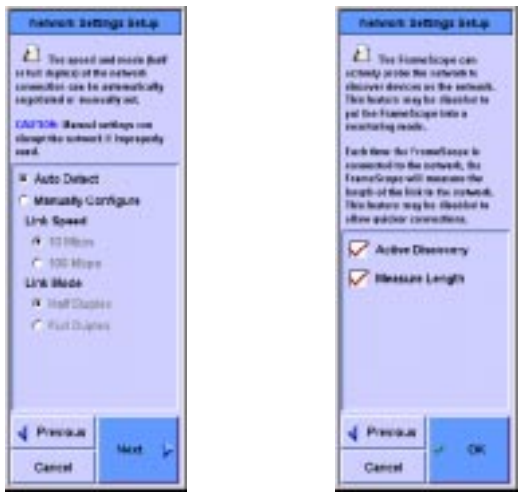 Network Settings Setup
The speed and mode (half
or full duplex) of the network
connection can be automatically
negotiated or manually set.
CAUTION: Manual settings can
disrupt the network if improperly
used.
Auto Detect
Manually Configure
Link Speed
10 Mbps
100 Mbps
Link Mode
Half Duplex
Full Duplex
Previous
Next
Cancel
Network Settings Setup
The FrameScope can
actively probe the network to
discover devices on the network.
This feature may be disabled to
put the FrameScope into a
monitoring mode.
Each time the FrameScope is
connected to the network, the
FrameScope will measure the
length of the link to the network.
This feature may be disabled to
allow quicker connections.
Active Discovery
Measure Length
Previous
OK
Cancel